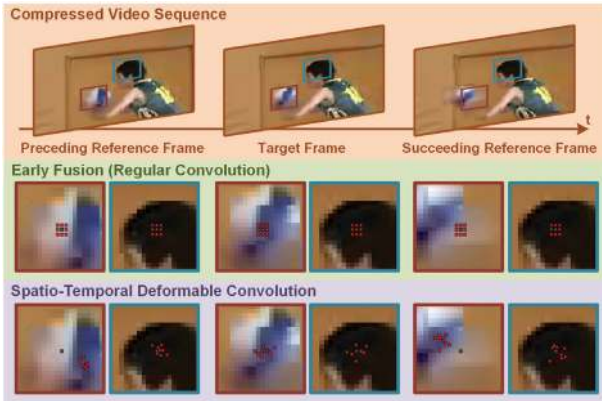 Compressed Video Sequence
t
Preceding Reference Frame
Target Frame
Succeeding Reference Frame
Early Fusion (Regular Convolution)
Spatio-Temporal Deformable Convolution